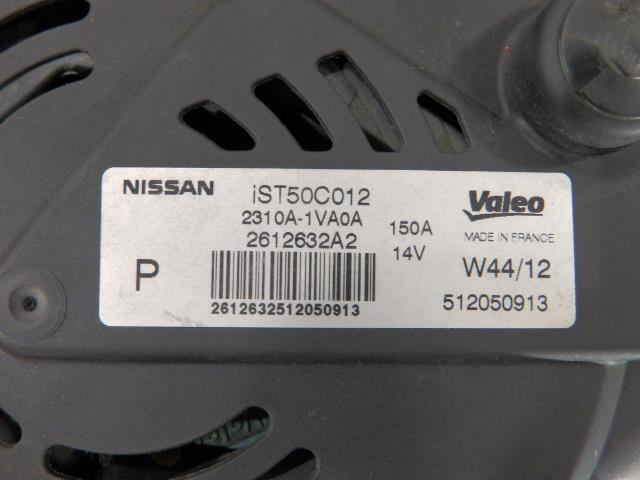 NISSAN iST50C012 Valeo
2310A-1VA0A 150A MADE IN FRANCE
2612632A2 14V
P W44/12
2612632512050913 512050913